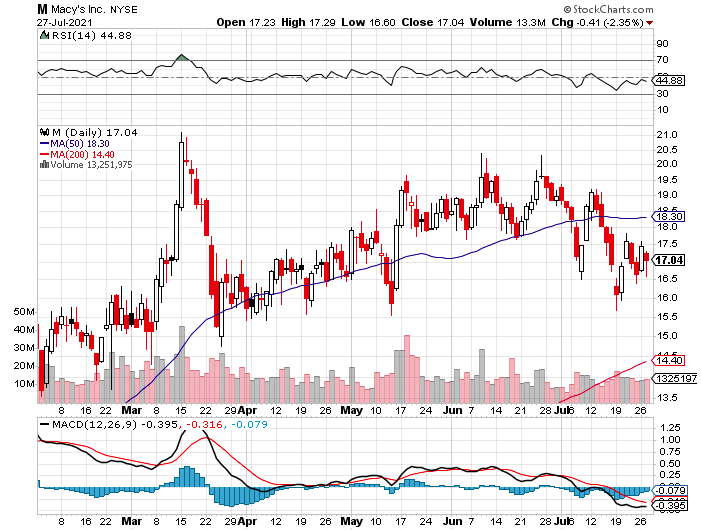 M Macy's Inc. NYSE © StockCharts.com
27-Jul-2021 Open 17.23 High 17.29 Low 16.60 Close 17.04 Volume 13.3M Chg -0.41 (-2.35%)
RSI(14) 44.88
90
70
50
44.88
30
10
M (Daily) 17.04
MA(50) 18.30
MA(200) 14.40
Volume 13,251,975
21.0
20.5
20.0
19.5
19.0
18.5
18.30
18.0
17.5
17.04
16.5
16.0
15.5
15.0
14.5
14.40
13251975
13.5
50M
40M
30M
20M
10M
8 16 22 Mar 8 15 22 29 Apr 12 19 26 May 10 17 24 Jun 7 14 21 28 Jul 6 12 19 26
MACD(12,26,9) -0.395, -0.316, -0.079
1.25
1.00
0.75
0.50
0.25
0.00
-0.079
-0.395
8 16 22 Mar 8 15 22 29 Apr 12 19 26 May 10 17 24 Jun 7 14 21 28 Jul 6 12 19 26